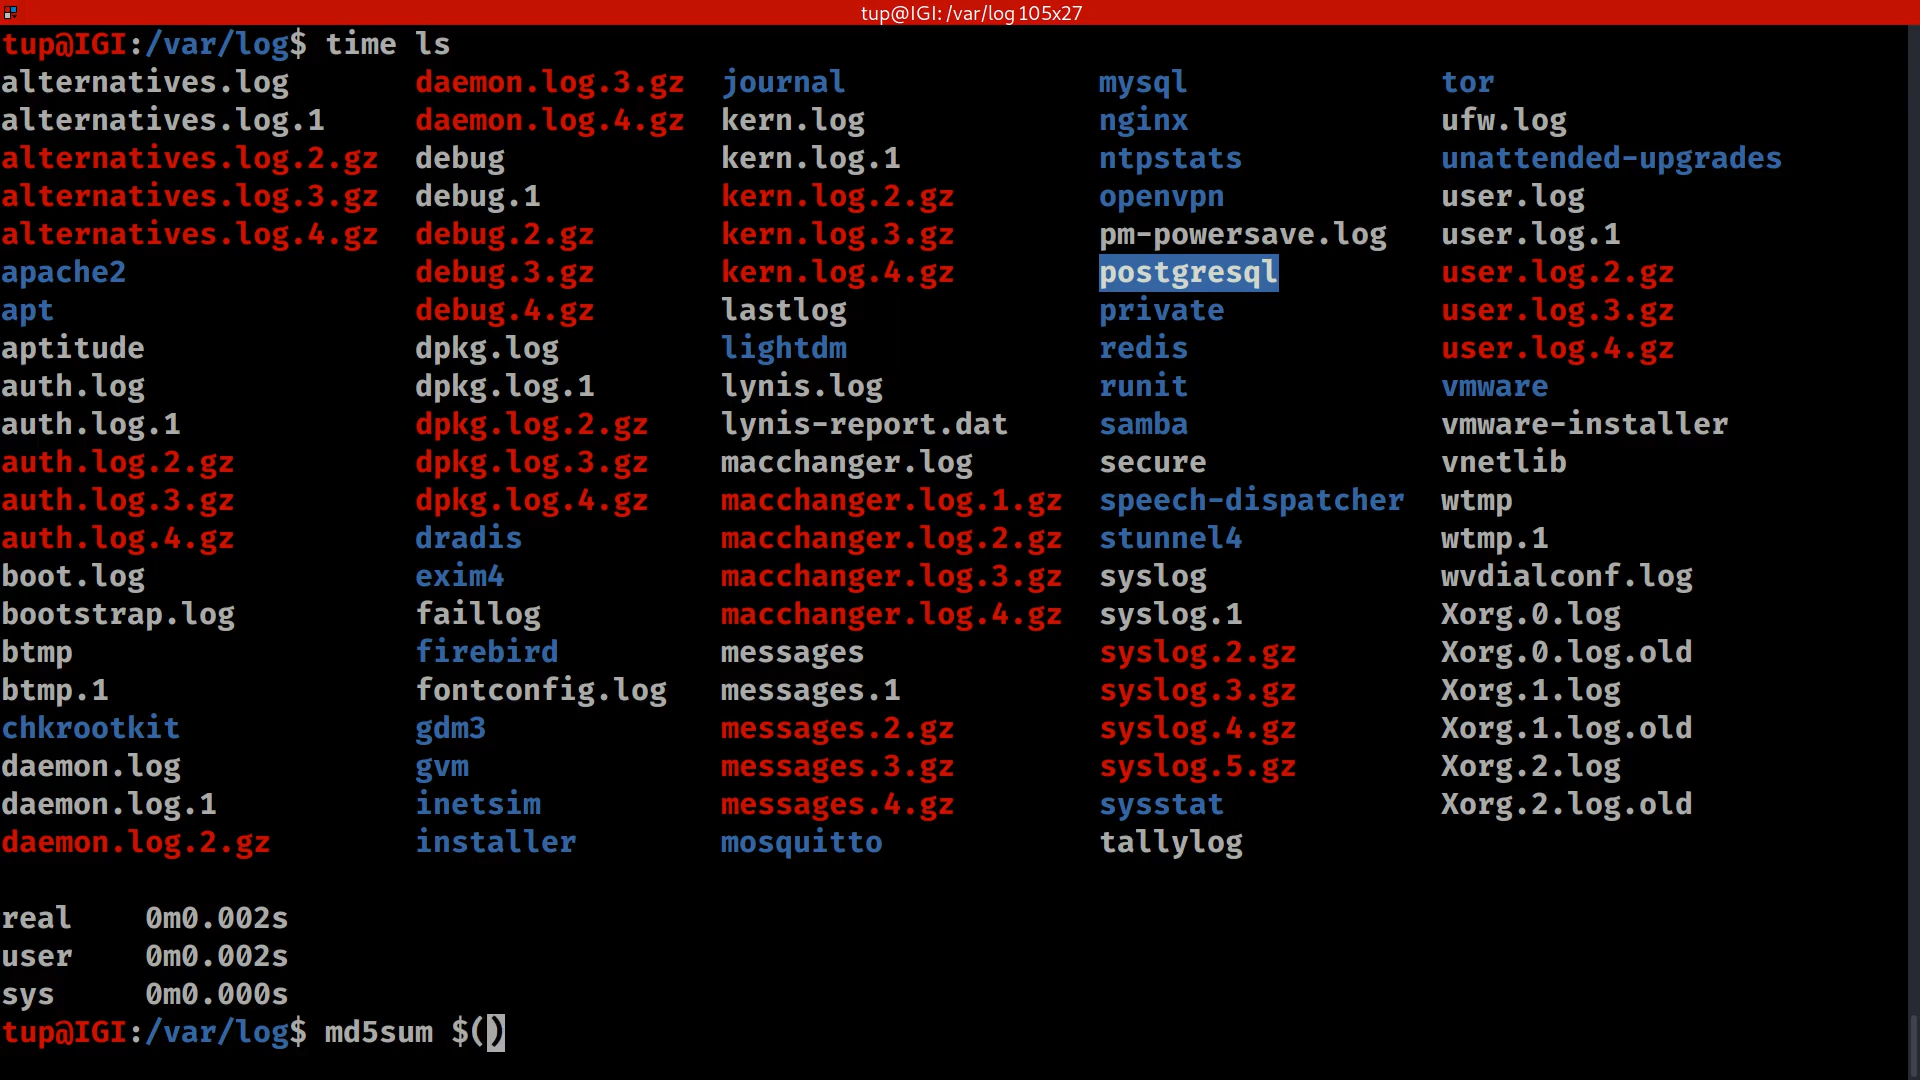 tup@IGI: /var/log 105x27
tup@IGI:/var/log$ time ls
alternatives.log daemon.log.3.gz journal mysql tor
alternatives.log.1 daemon.log.4.gz kern.log nginx ufw.log
alternatives.log.2.gz debug kern.log.1 ntpstats unattended-upgrades
alternatives.log.3.gz debug.1 kern.log.2.gz openvpn user.log
alternatives.log.4.gz debug.2.gz kern.log.3.gz pm-powersave.log user.log.1
apache2 debug.3.gz kern.log.4.gz postgresql user.log.2.gz
apt debug.4.gz lastlog private user.log.3.gz
aptitude dpkg.log lightdm redis user.log.4.gz
auth.log dpkg.log.1 lynis.log runit vmware
auth.log.1 dpkg.log.2.gz lynis-report.dat samba vmware-installer
auth.log.2.gz dpkg.log.3.gz macchanger.log secure vnetlib
auth.log.3.gz dpkg.log.4.gz macchanger.log.1.gz speech-dispatcher wtmp
auth.log.4.gz dradis macchanger.log.2.gz stunnel4 wtmp.1
boot.log exim4 macchanger.log.3.gz syslog wvdialconf.log
bootstrap.log faillog macchanger.log.4.gz syslog.1 Xorg.0.log
btmp firebird messages syslog.2.gz Xorg.0.log.old
btmp.1 fontconfig.log messages.1 syslog.3.gz Xorg.1.log
chkrootkit gdm3 messages.2.gz syslog.4.gz Xorg.1.log.old
daemon.log gvm messages.3.gz syslog.5.gz Xorg.2.log
daemon.log.1 inetsim messages.4.gz sysstat Xorg.2.log.old
daemon.log.2.gz installer mosquitto tallylog
real 0m0.002s
user 0m0.002s
sys 0m0.000s
tup@IGI:/var/log$ md5sum $()